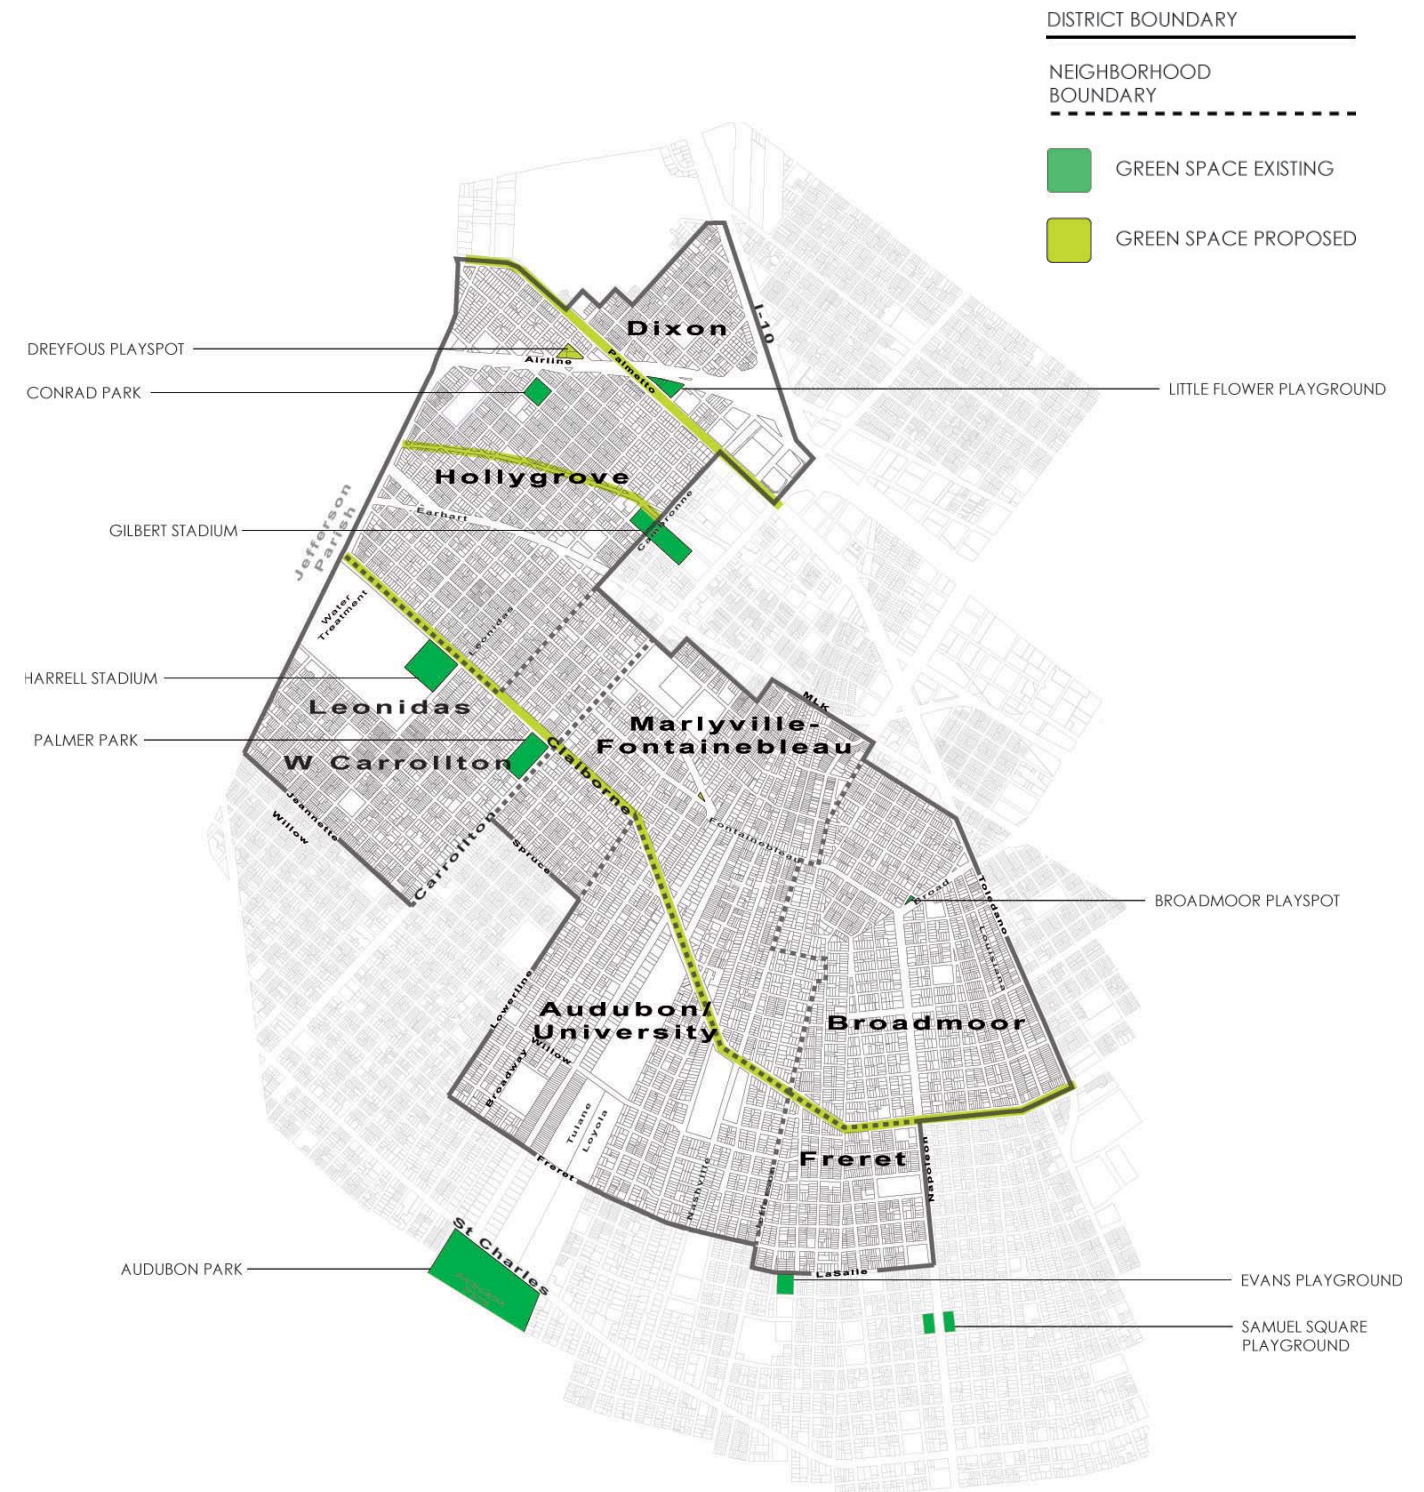 DISTRICT BOUNDARY
NEIGHBORHOOD
BOUNDARY
GREEN SPACE EXISTING
GREEN SPACE PROPOSED
I-10
Dixon
DREYFOUS PLAYSPOT
Airline
Palmetto
CONRAD PARK
LITTLE FLOWER PLAYGROUND
Hollygrove
Jefferson
Parish
Earhart
Cambronne
GILBERT STADIUM
Water
Treatment
Leonidas
HARRELL STADIUM
Leonidas
MLK
Marlyville-
Fontainebleau
PALMER PARK
W Carrollton
Claiborne
Jeannette
Willow
Carrollton
Spruce
Fontainebleau
Broad
Toledano
Louisiana
BROADMOOR PLAYSPOT
Lowerline
Audubon/
University
Broadmoor
Willow
Broadway
Tulane
Loyola
Freret
Freret
Nashville
Napoleon
St Charles
AUDUBON PARK
LaSalle
EVANS PLAYGROUND
SAMUEL SQUARE
PLAYGROUND